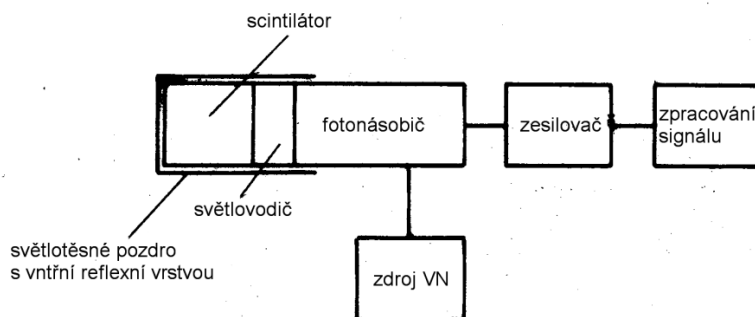 scintilátor
fotonásobič
zesilovač
zpracování
signálu
světlovodič
světlotěsné pozdro
s vntřní reflexní vrstvou
zdroj VN